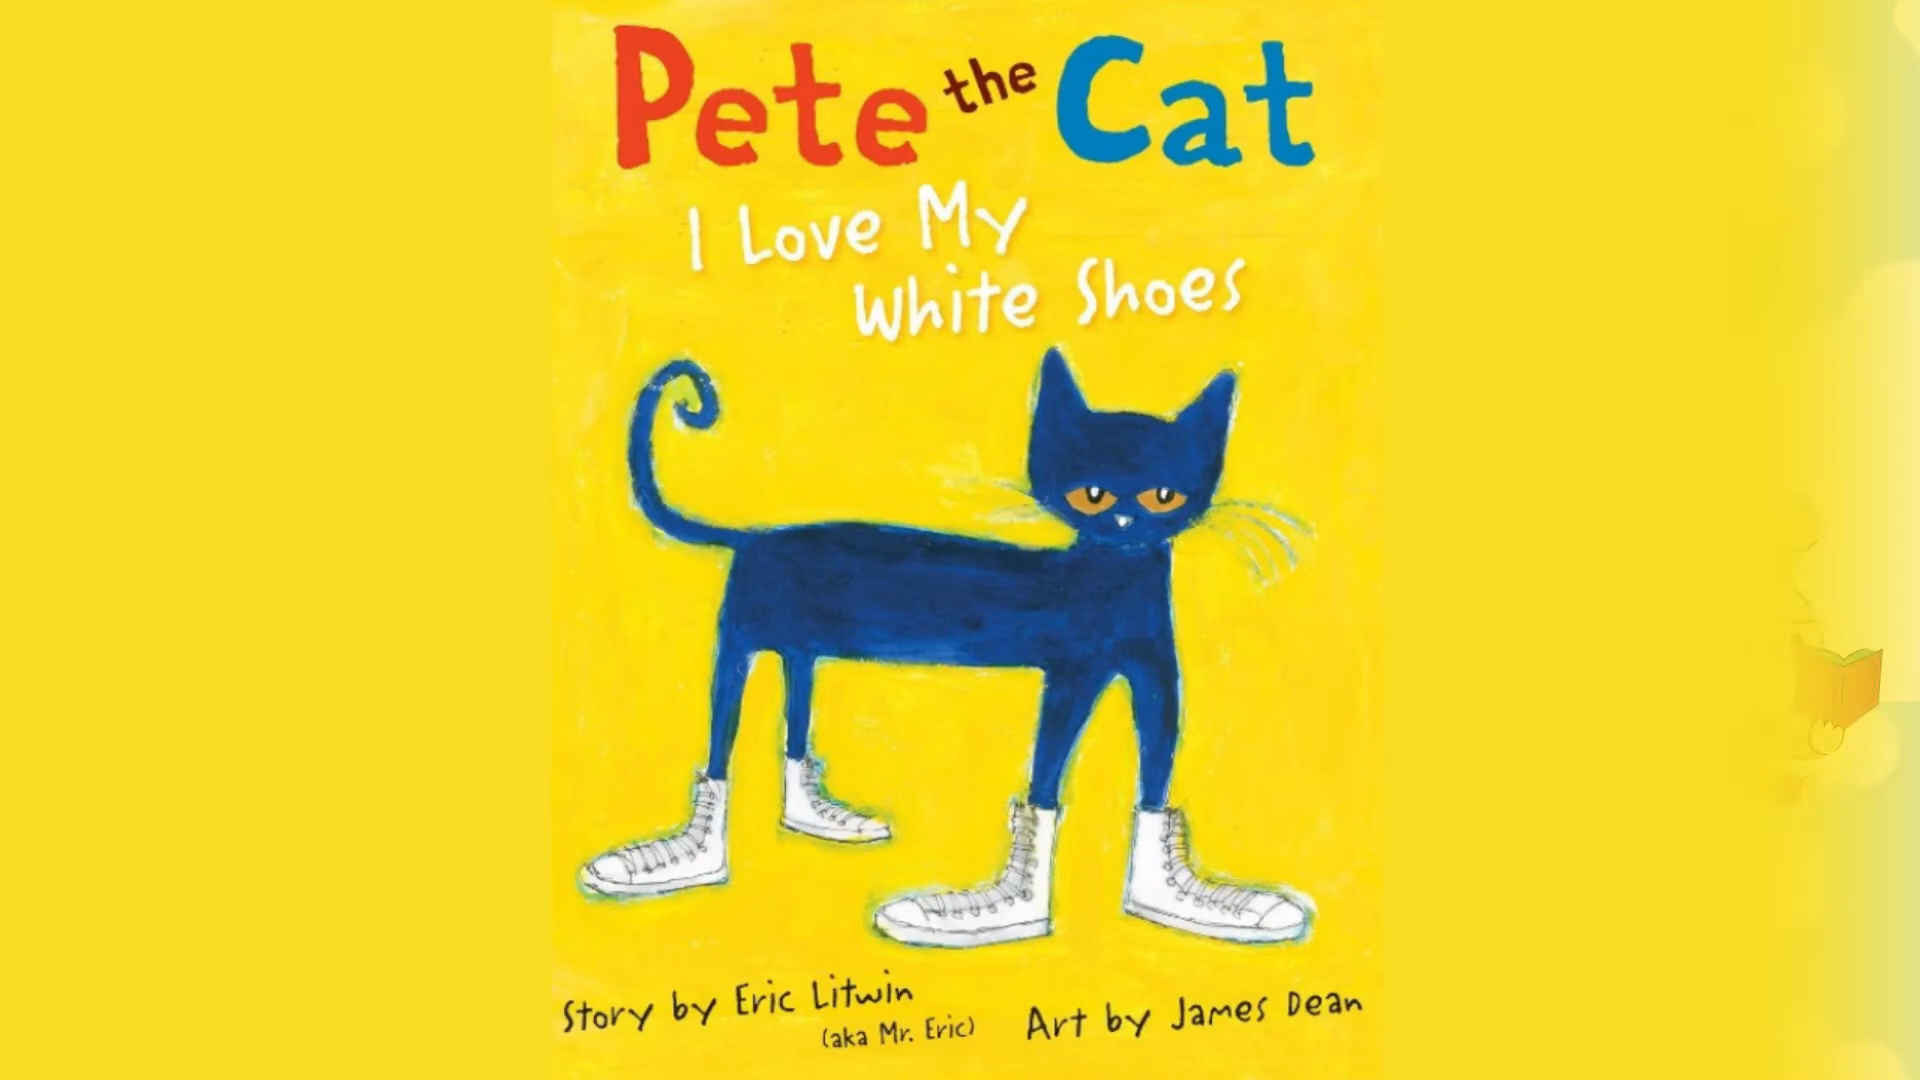 Pete the Cat
I Love My
White Shoes
Story by Eric Litwin
(aka Mr. Eric)
Art by James Dean